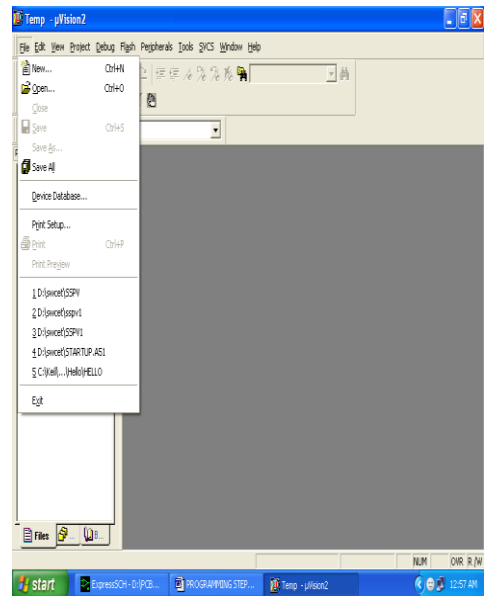 Temp - µVision2
File Edit View Project Debug Flash Peripherals Tools SVCS Window Help
New... Ctrl+N
Open... Ctrl+O
Close
Save Ctrl+S
Save As...
Save All
Device Database...
Print Setup...
Print Ctrl+P
Print Preview
1 D:\swcet\SSPV
2 D:\swcet\sspv1
3 D:\swcet\SSPV1
4 D:\swcet\STARTUP.A51
5 C:\Keil\...\Hello\HELLO
Exit
Files ... B...
NUM OVR R/W
start ExpressSCH - D:\PCB... PROGRAMMING STEP... Temp - µVision2 12:57 AM